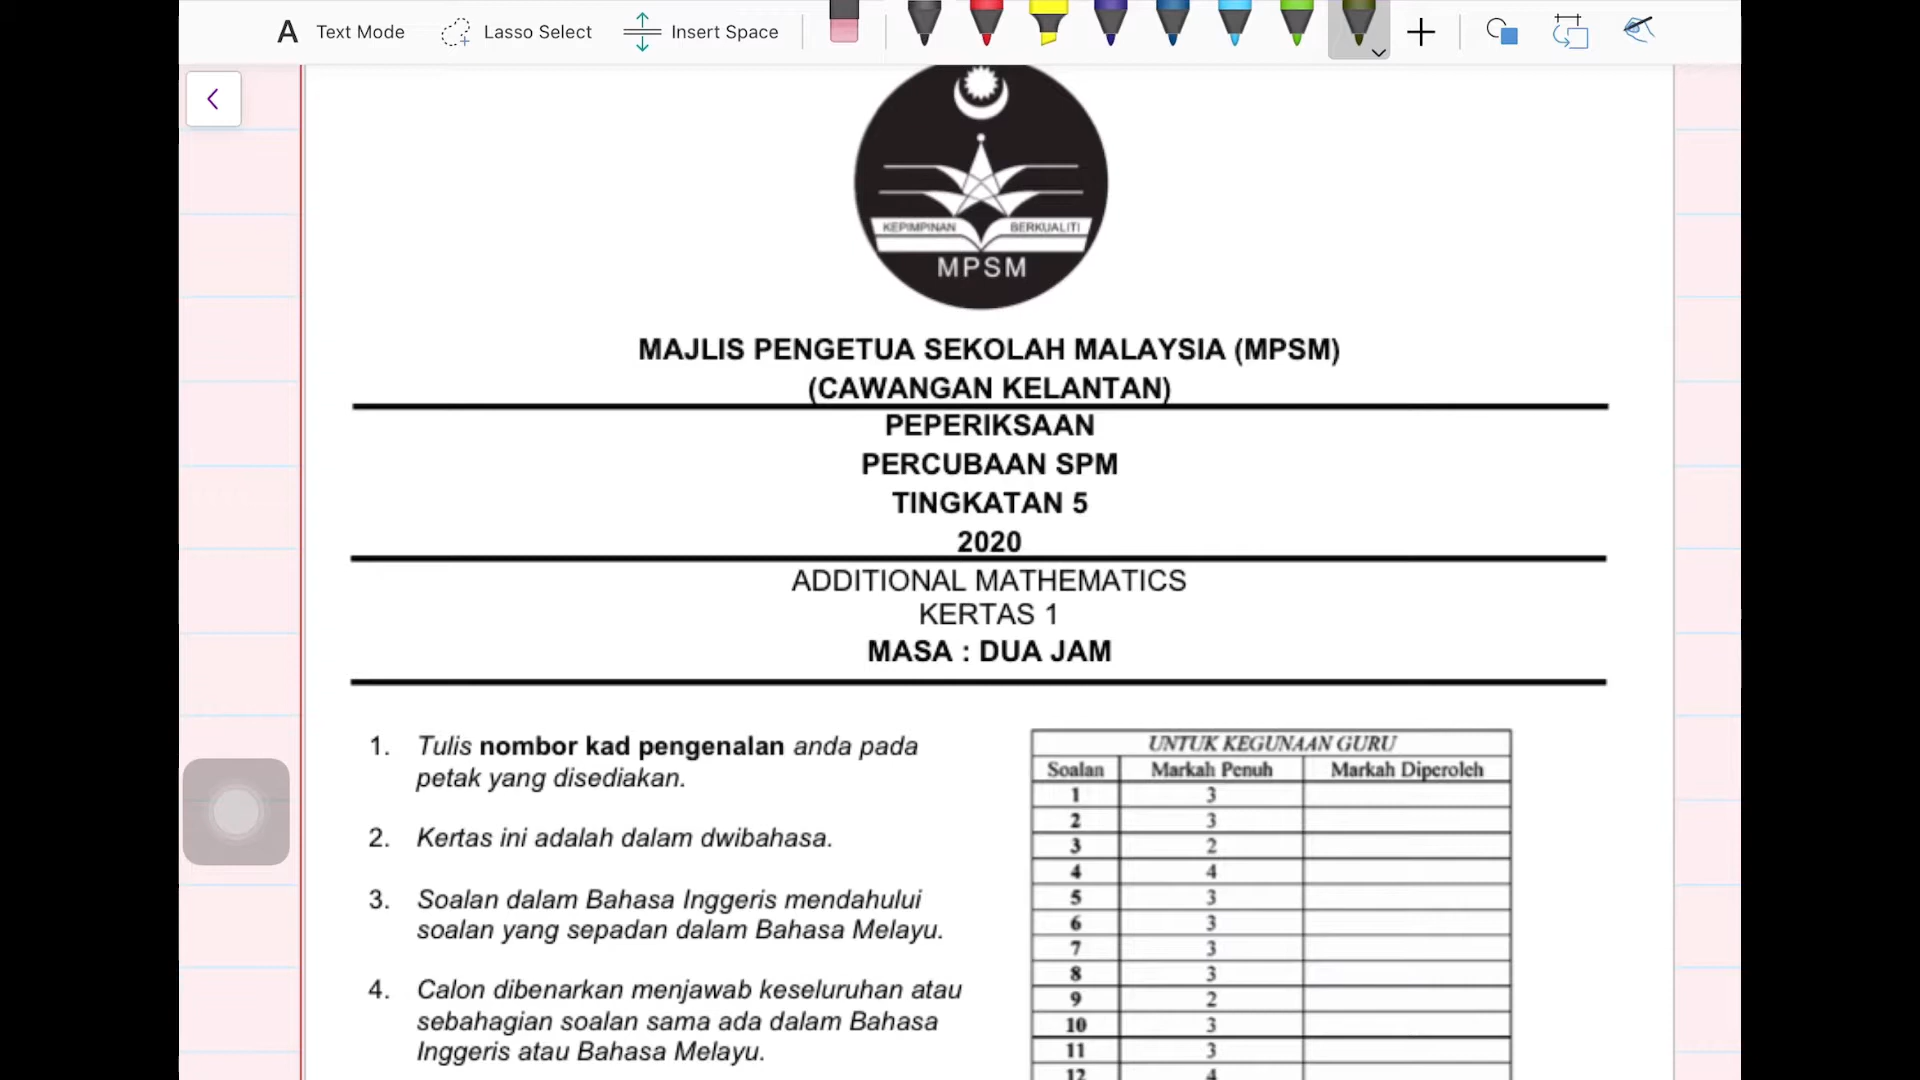 A Text Mode Lasso Select Insert Space
KEPIMPINAN BERKUALITI
MPSM
MAJLIS PENGETUA SEKOLAH MALAYSIA (MPSM)
(CAWANGAN KELANTAN)
PEPERIKSAAN
PERCUBAAN SPM
TINGKATAN 5
2020
ADDITIONAL MATHEMATICS
KERTAS 1
MASA : DUA JAM
1. Tulis nombor kad pengenalan anda pada
petak yang disediakan.
2. Kertas ini adalah dalam dwibahasa.
3. Soalan dalam Bahasa Inggeris mendahului
soalan yang sepadan dalam Bahasa Melayu.
4. Calon dibenarkan menjawab keseluruhan atau
sebahagian soalan sama ada dalam Bahasa
Inggeris atau Bahasa Melayu.
UNTUK KEGUNAAN GURU
Soalan Markah Penuh Markah Diperoleh
1 3
2 3
3 2
4 4
5 3
6 3
7 3
8 3
9 2
10 3
11 3
12 4